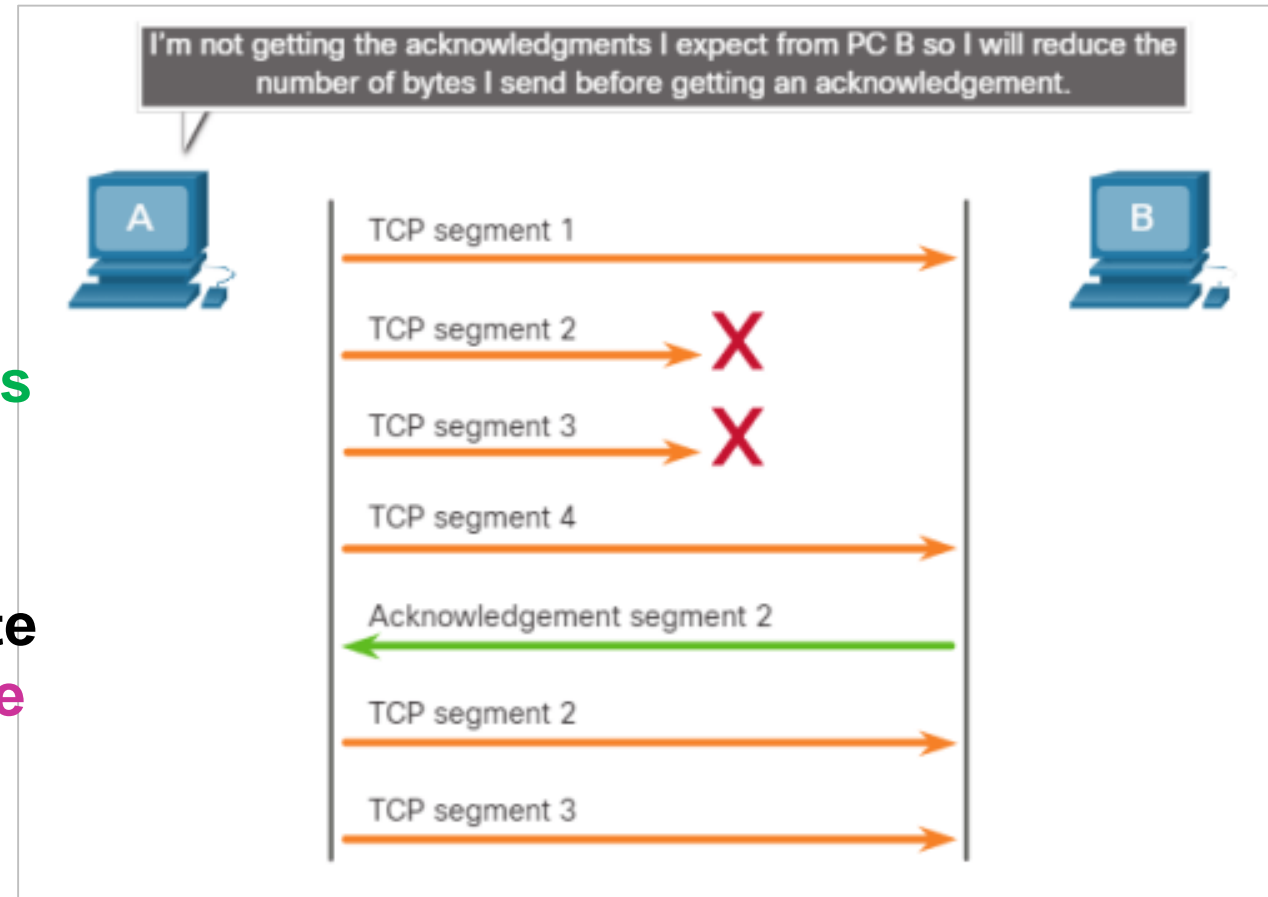 I'm not getting the acknowledgments I expect from PC B so I will reduce the
number of bytes I send before getting an acknowledgement.
A
B
TCP segment 1
TCP segment 2
X
s
TCP segment 3
X
TCP segment 4
Acknowledgement segment 2
te
e
TCP segment 2
TCP segment 3